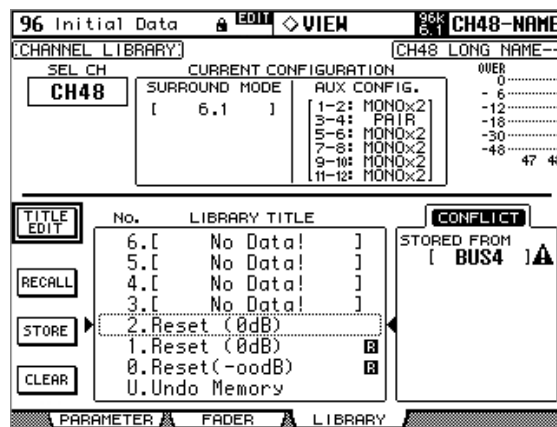 96 Initial Data EDIT ◇VIEW 96k 6.1 CH48-NAME
CHANNEL LIBRARY CH48 LONG NAME--
SEL CH CURRENT CONFIGURATION OVER
CH48 SURROUND MODE AUX CONFIG.
[ 6.1 ]
[1-2: MONO×2]
3-4: PAIR
5-6: MONO×2
7-8: MONO×2
9-10: MONO×2
[11-12: MONO×2]
0
- 6
-12
-18
-30
-48
47 48
TITLE EDIT
RECALL
STORE
CLEAR
No. LIBRARY TITLE
6.[ No Data! ]
5.[ No Data! ]
4.[ No Data! ]
3.[ No Data! ]
2.Reset (0dB)
1.Reset (0dB) R
0.Reset(-oodB) R
U.Undo Memory
CONFLICT
STORED FROM
[ BUS4 ]
PARAMETER FADER LIBRARY